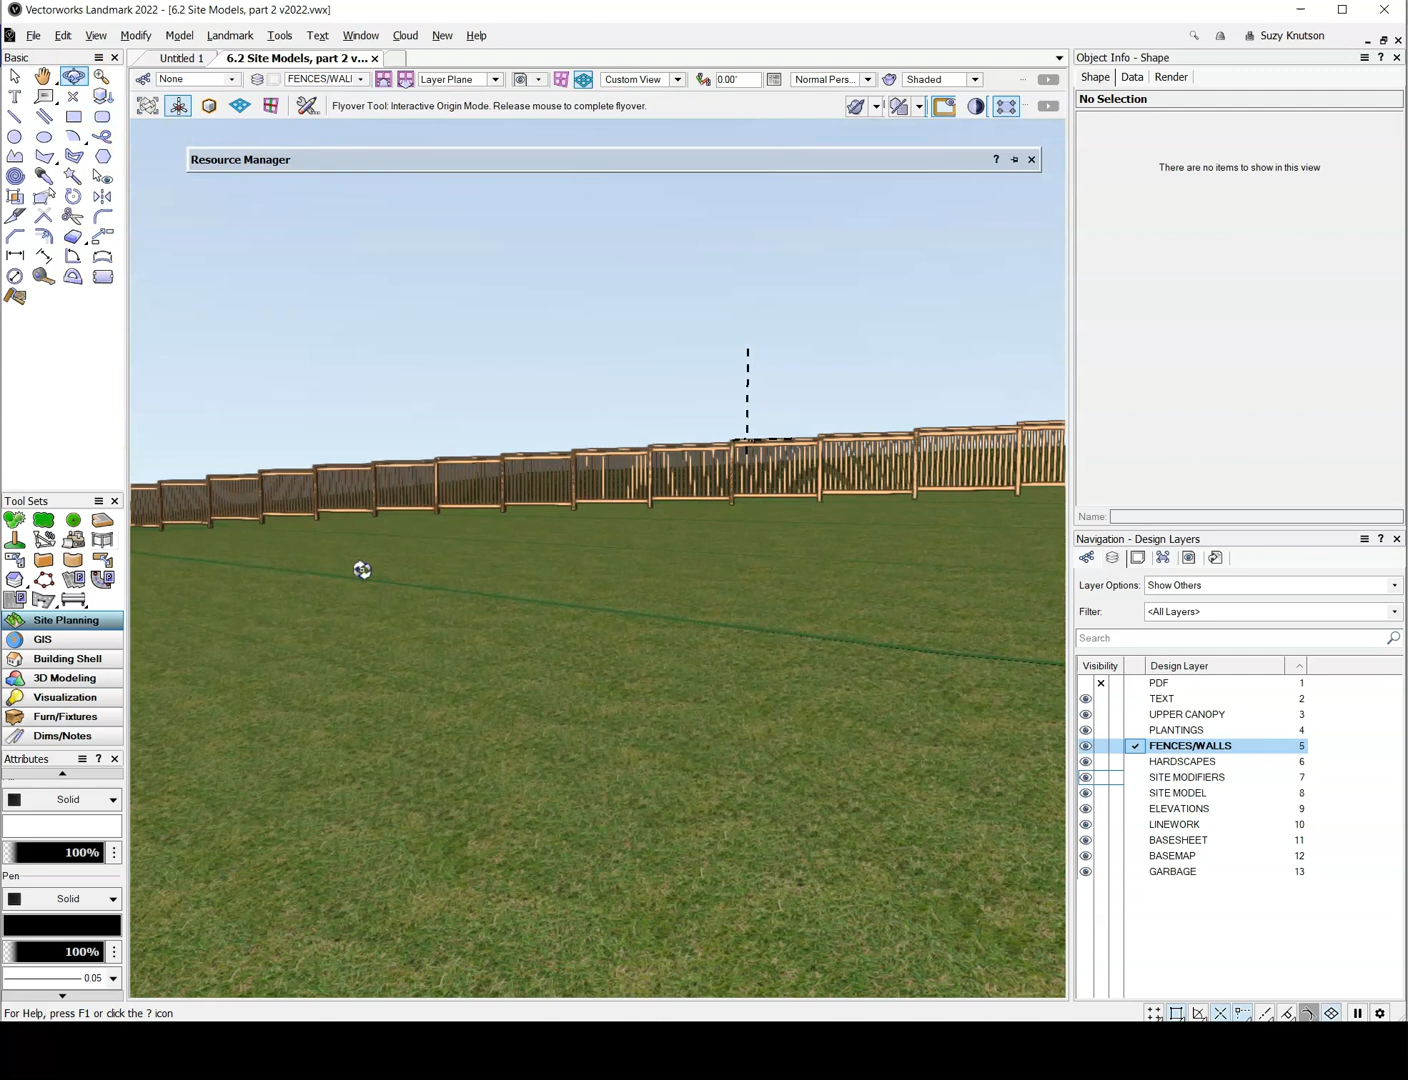 Vectorworks Landmark 2022 - [6.2 Site Models, part 2 v2022.vwx]
File Edit View Modify Model Landmark Tools Text Window Cloud New Help
Suzy Knutson
Basic
Untitled 1
6.2 Site Models, part 2 v...
None
FENCES/WALL
Layer Plane
Custom View
0.00'
Normal Pers...
Shaded
Flyover Tool: Interactive Origin Mode. Release mouse to complete flyover.
Resource Manager
?
Object Info - Shape
Shape Data Render
No Selection
There are no items to show in this view
Name:
Tool Sets
Site Planning
GIS
Building Shell
3D Modeling
Visualization
Furn/Fixtures
Dims/Notes
Attributes
Solid
100%
Pen
Solid
100%
0.05
Navigation - Design Layers
Layer Options: Show Others
Filter: <All Layers>
Search
Visibility Design Layer
PDF 1
TEXT 2
UPPER CANOPY 3
PLANTINGS 4
FENCES/WALLS 5
HARDSCAPES 6
SITE MODIFIERS 7
SITE MODEL 8
ELEVATIONS 9
LINEWORK 10
BASESHEET 11
BASEMAP 12
GARBAGE 13
For Help, press F1 or click the ? icon